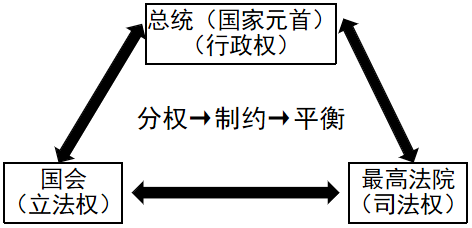 总统（国家元首）
（行政权）
分权→制约→平衡
国会
（立法权）
最高法院
（司法权）